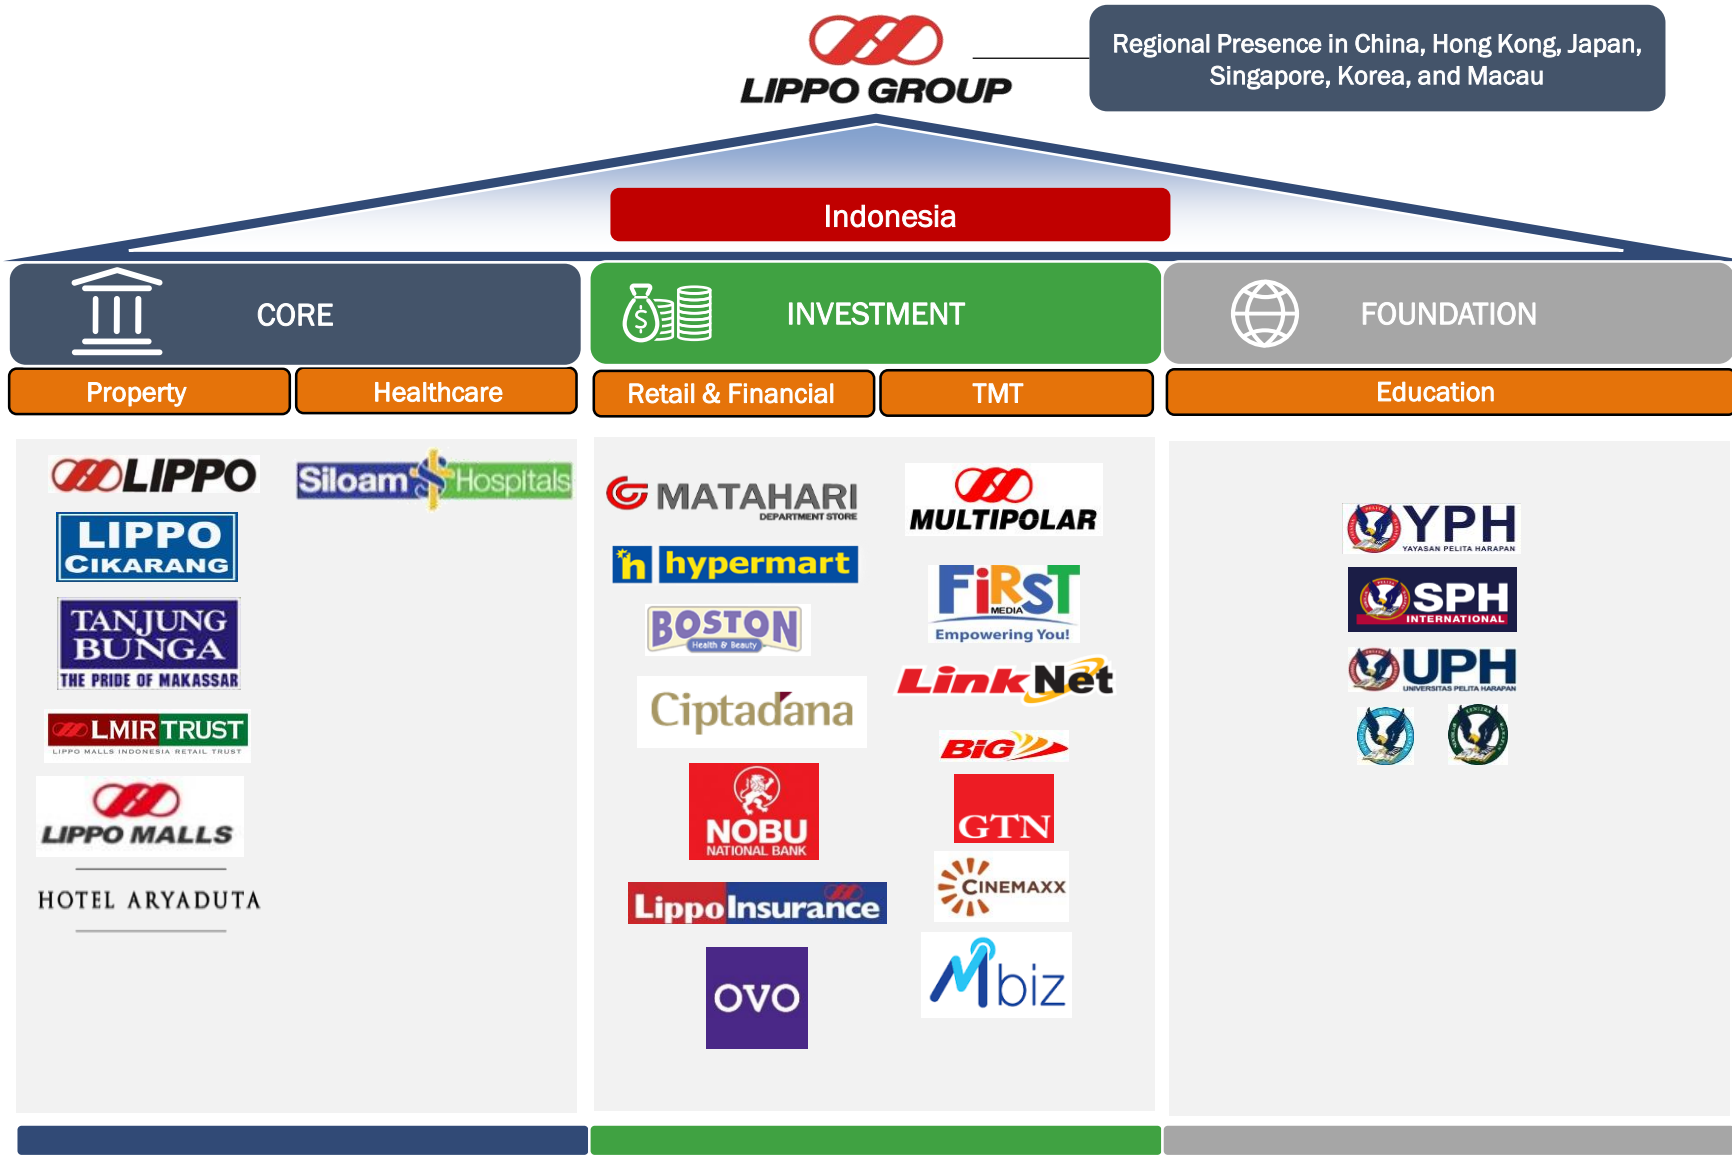 LIPPO GROUP
Regional Presence in China, Hong Kong, Japan,
Singapore, Korea, and Macau
Indonesia
CORE
INVESTMENT
FOUNDATION
Property
Healthcare
Retail & Financial
TMT
Education
LIPPO
LIPPO
CIKARANG
TANJUNG
BUNGA
THE PRIDE OF MAKASSAR
LMIR TRUST
LIPPO MALLS INDONESIA RETAIL TRUST
LIPPO MALLS
HOTEL ARYADUTA
Siloam Hospitals
MATAHARI
DEPARTMENT STORE
h hypermart
BOSTON
Health & Beauty
Ciptadana
NOBU
NATIONAL BANK
LippoInsurance
OVO
MULTIPOLAR
FiRST
MEDIA
Empowering You!
LinkNet
BiG
GTN
CINEMAXX
Mbiz
YPH
YAYASAN PELITA HARAPAN
SPH
INTERNATIONAL
UPH
UNIVERSITAS PELITA HARAPAN